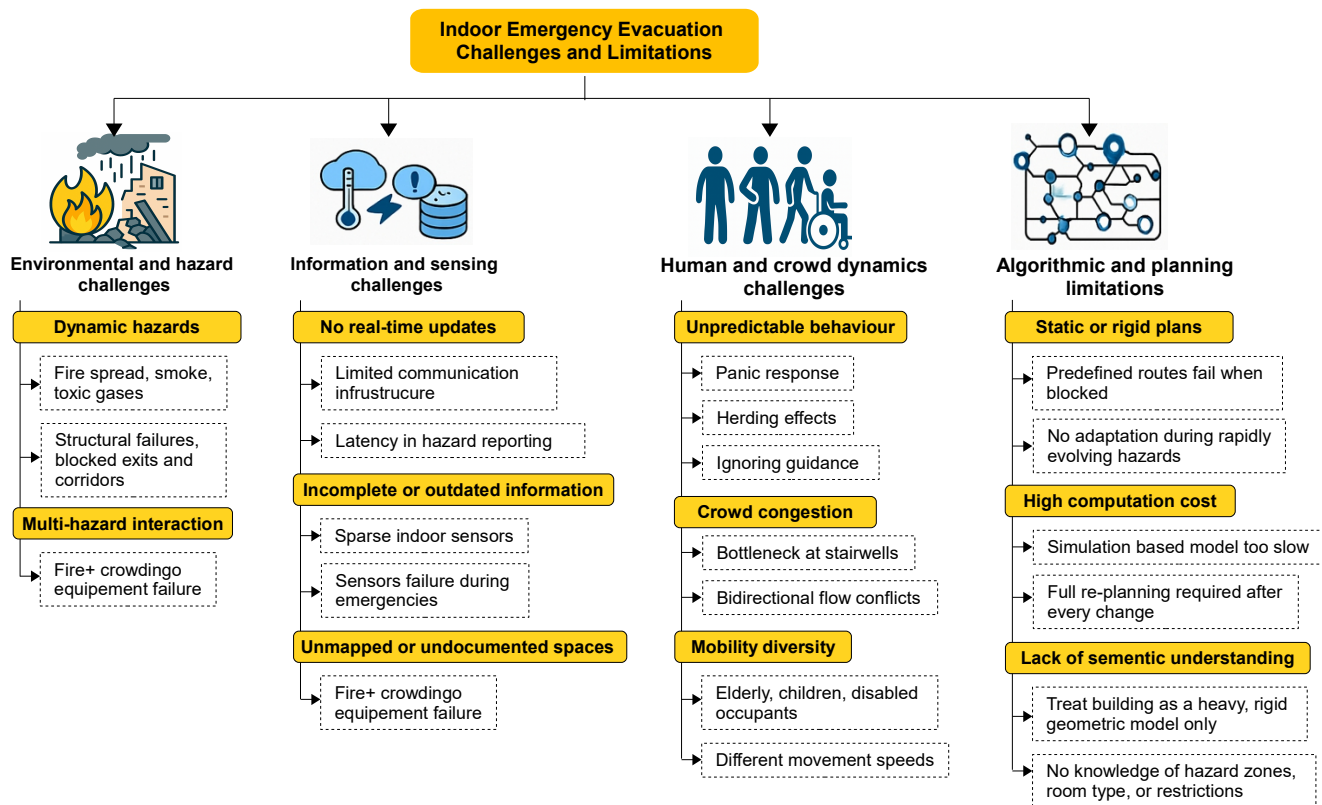 Indoor Emergency Evacuation
Challenges and Limitations
Environmental and hazard
challenges
Dynamic hazards
Fire spread, smoke,
toxic gases
Structural failures,
blocked exits and
corridors
Multi-hazard interaction
Fire+ crowdingo
equipement failure
Information and sensing
challenges
No real-time updates
Limited communication
infrustrucure
Latency in hazard reporting
Incomplete or outdated information
Sparse indoor sensors
Sensors failure during
emergencies
Unmapped or undocumented spaces
Fire+ crowdingo
equipement failure
Human and crowd dynamics
challenges
Unpredictable behaviour
Panic response
Herding effects
Ignoring guidance
Crowd congestion
Bottleneck at stairwells
Bidirectional flow conflicts
Mobility diversity
Elderly, children, disabled
occupants
Different movement speeds
Algorithmic and planning
limitations
Static or rigid plans
Predefined routes fail when
blocked
No adaptation during rapidly
evolving hazards
High computation cost
Simulation based model too slow
Full re-planning required after
every change
Lack of sementic understanding
Treat building as a heavy, rigid
geometric model only
No knowledge of hazard zones,
room type, or restrictions